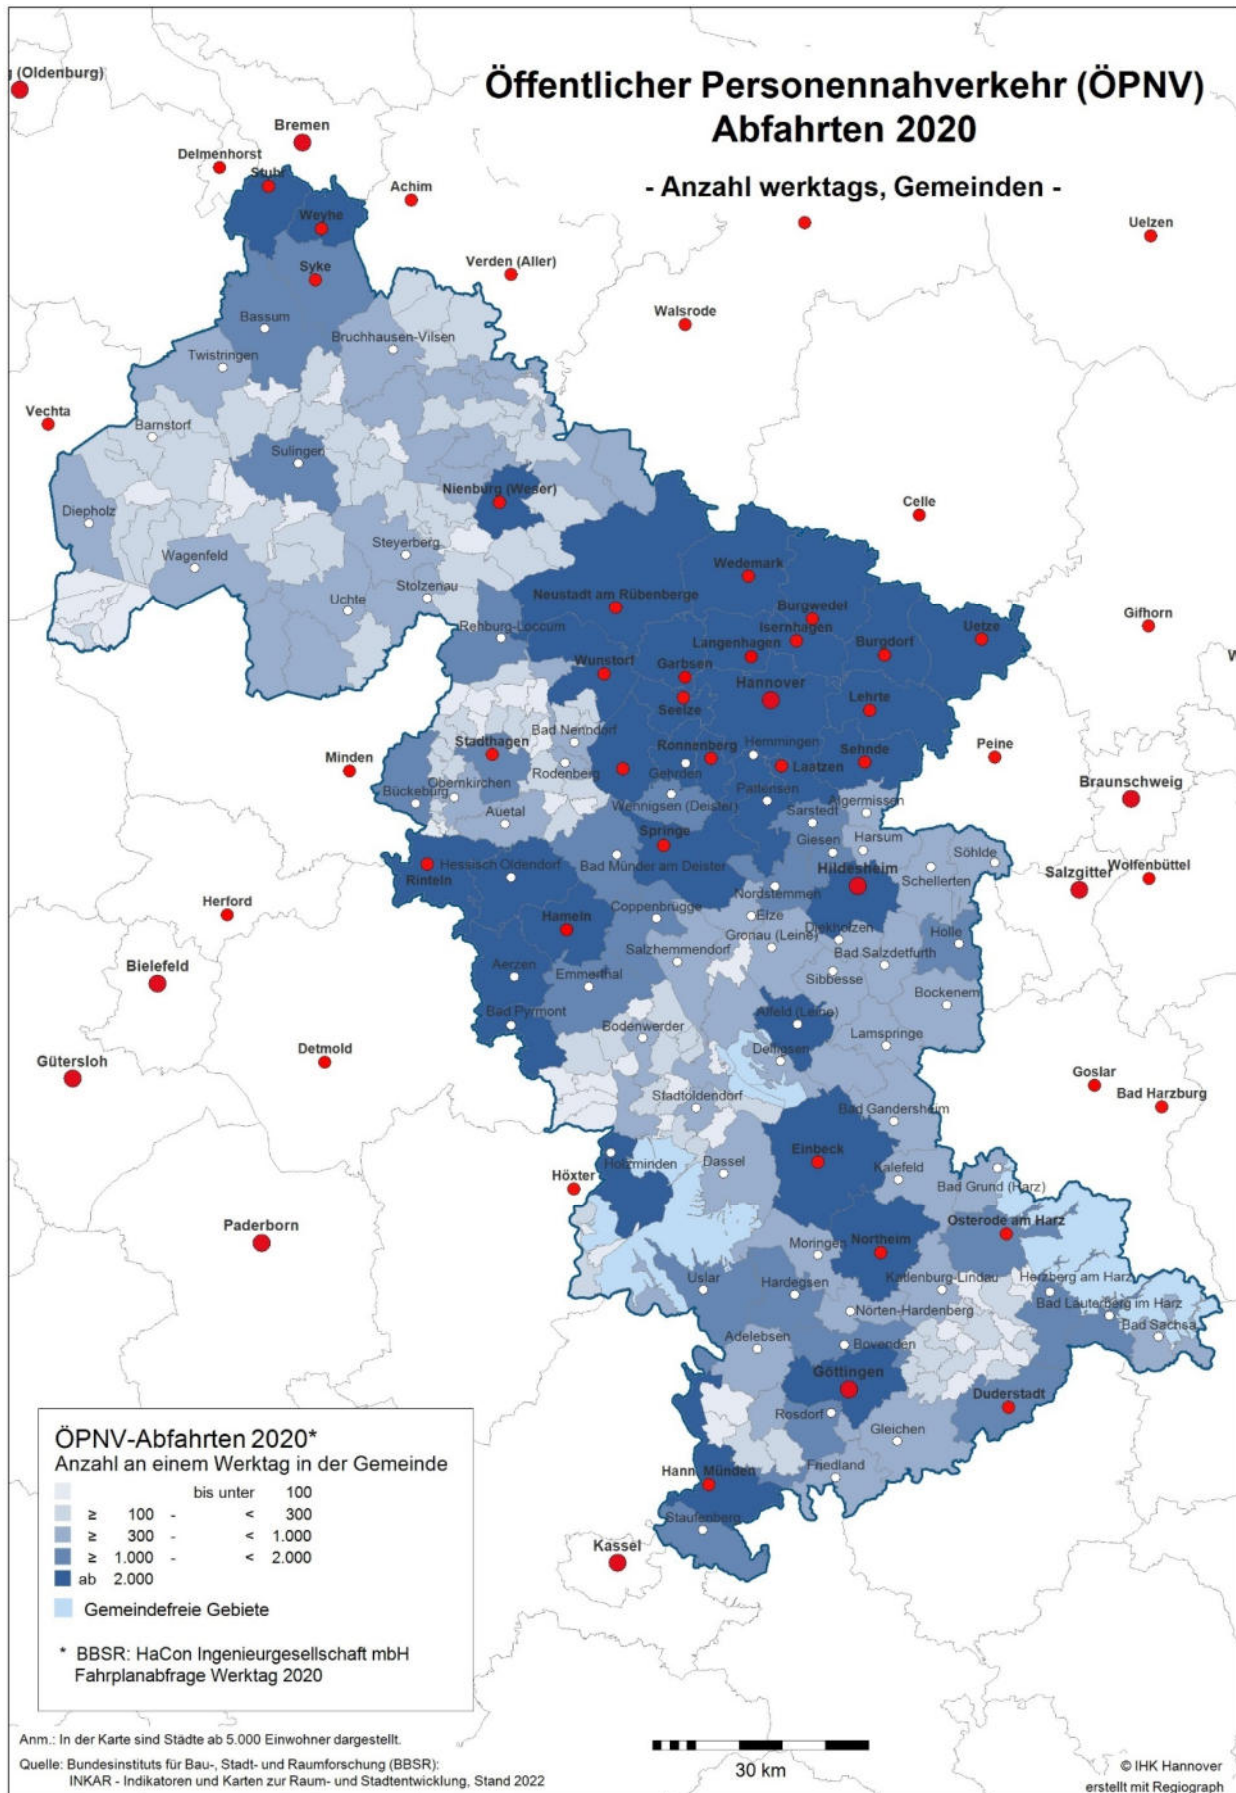 Öffentlicher Personennahverkehr (ÖPNV)
Abfahrten 2020
- Anzahl werktags, Gemeinden -
(Oldenburg)
Bremen
Delmenhorst
Stuhr
Achim
Weyhe
Uelzen
Verden (Aller)
Syke
Walsrode
Bassum
Bruchhausen-Vilsen
Twistringen
Vechta
Barnstorf
Sulingen
Nienburg (Weser)
Celle
Diepholz
Steyerberg
Wagenfeld
Wedemark
Stolzenau
Neustadt am Rübenberge
Uchte
Burgwedel
Gifhorn
Isernhagen
Uetze
Rehburg-Loccum
Langenhagen
Burgdorf
W
Wunstorf
Garbsen
Hannover
Lehrte
Seelze
Bad Nenndorf
Stadthagen
Ronnenberg
Hemmingen
Sehnde
Peine
Minden
Rodenberg
Gehrden
Laatzen
Obernkirchen
Braunschweig
Bückeburg
Pattensen
Algermissen
Wennigsen (Deister)
Auetal
Sarstedt
Springe
Giesen
Harsum
Söhlde
Hessisch Oldendorf
Bad Münder am Deister
Hildesheim
Wolfenbüttel
Rinteln
Schellerten
Salzgitter
Nordstemmen
Herford
Hameln
Coppenbrügge
Elze
Diekholzen
Holle
Gronau (Leine)
Salzhemmendorf
Bad Salzdetfurth
Bielefeld
Aerzen
Emmerthal
Sibbesse
Bockenem
Bad Pyrmont
Alfeld (Leine)
Bodenwerder
Lamspringe
Detmold
Delligsen
Gütersloh
Goslar
Stadtoldendorf
Bad Harzburg
Bad Gandersheim
Einbeck
Holzminden
Dassel
Kalefeld
Höxter
Bad Grund (Harz)
Paderborn
Osterode am Harz
Moringen
Northeim
Uslar
Hardegsen
Katlenburg-Lindau
Herzberg am Harz
Bad Lauterberg im Harz
Nörten-Hardenberg
Bad Sachsa
Adelebsen
Bovenden
Göttingen
Duderstadt
Rosdorf
Gleichen
Friedland
Hann. Münden
Staufenberg
Kassel
ÖPNV-Abfahrten 2020*
Anzahl an einem Werktag in der Gemeinde
bis unter 100
≥ 100 - < 300
≥ 300 - < 1.000
≥ 1.000 - < 2.000
ab 2.000
Gemeindefreie Gebiete
* BBSR: HaCon Ingenieurgesellschaft mbH
Fahrplanabfrage Werktag 2020
Anm.: In der Karte sind Städte ab 5.000 Einwohner dargestellt.
Quelle: Bundesinstituts für Bau-, Stadt- und Raumforschung (BBSR):
INKAR - Indikatoren und Karten zur Raum- und Stadtentwicklung, Stand 2022
30 km
© IHK Hannover
erstellt mit Regiograph